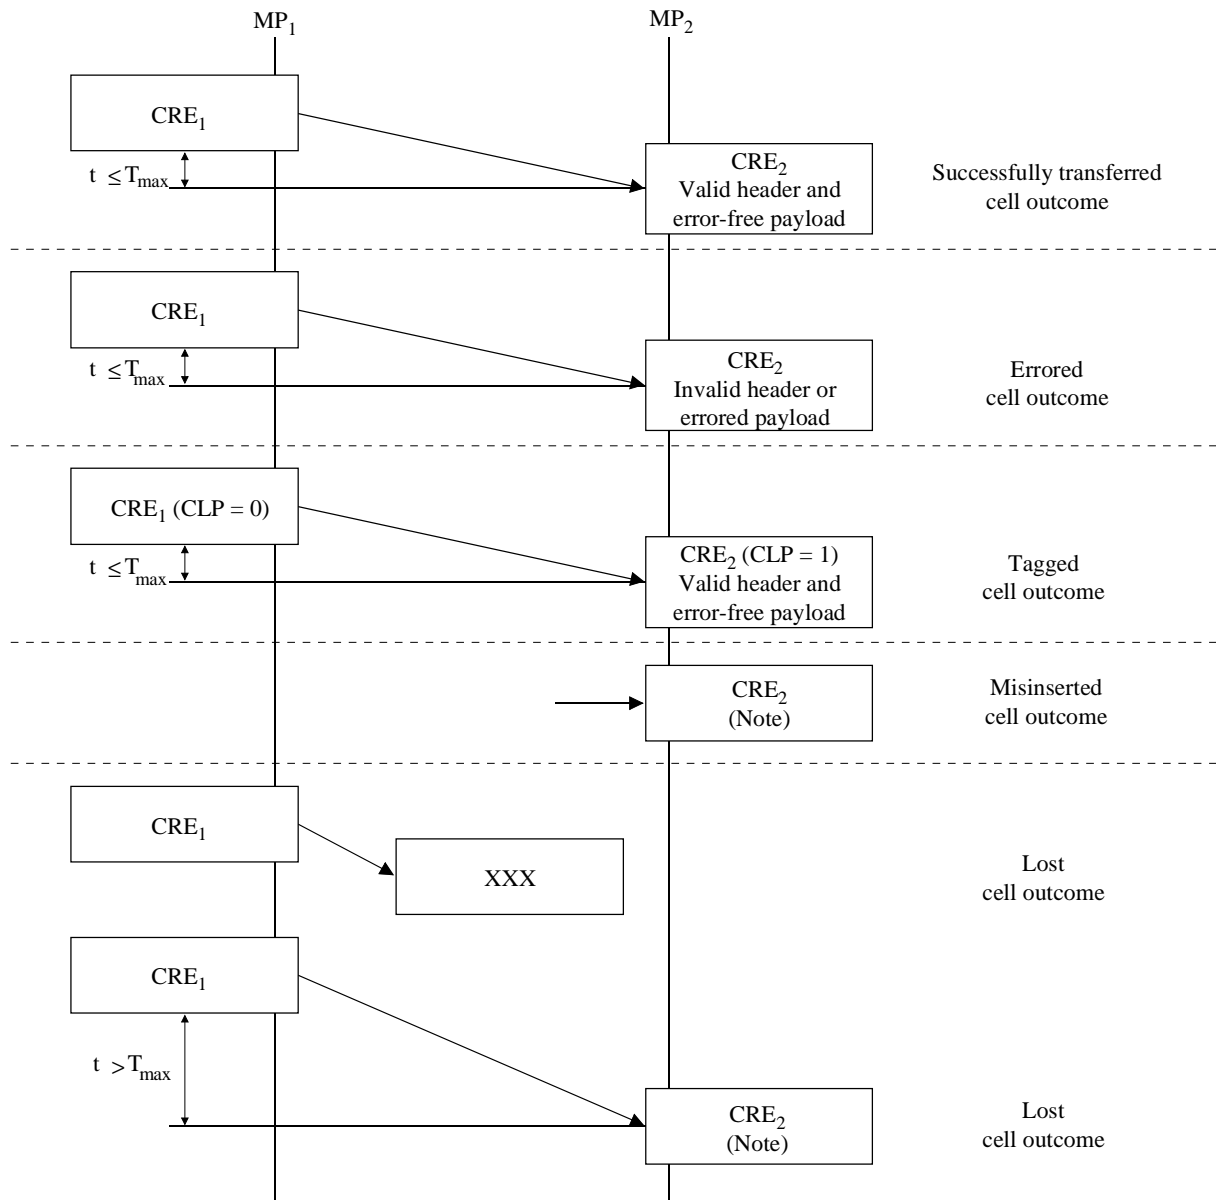 MP1 MP2
CRE1
t ≤ Tmax
CRE2
Valid header and
error-free payload
Successfully transferred
cell outcome
CRE1
t ≤ Tmax
CRE2
Invalid header or
errored payload
Errored
cell outcome
CRE1 (CLP = 0)
t ≤ Tmax
CRE2 (CLP = 1)
Valid header and
error-free payload
Tagged
cell outcome
CRE2
(Note)
Misinserted
cell outcome
CRE1
XXX
Lost
cell outcome
CRE1
t > Tmax
CRE2
(Note)
Lost
cell outcome